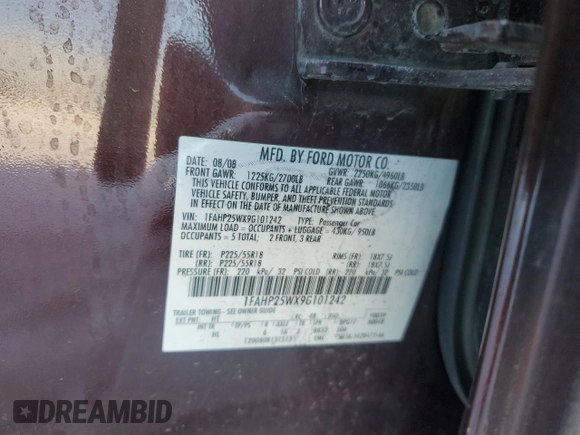 MFD. BY FORD MOTOR CO.
08/08 GVWR: 2250KG/4960LB
FRONT GAWR: 1225KG/2700LB REAR GAWR: 1066KG/2350LB
THIS VEHICLE CONFORMS TO ALL APPLICABLE FEDERAL MOTOR
VEHICLE SAFETY, BUMPER, AND THEFT PREVENTION STANDARDS
IN EFFECT ON THE DATE OF MANUFACTURE SHOWN ABOVE.
VIN: 1FAHP25WX9G101242 TYPE: Passenger Car
MAXIMUM LOAD = OCCUPANTS + LUGGAGE = 430KG/950LB
OCCUPANTS = 5 TOTAL: 2 FRONT, 3 REAR
TIRE (FR): P225/55R18 RIMS (FR): 18X7.5J
(RR): P225/55R18 (RR): 18X7.5J
PRESSURE (FR): 220 kPa/ 32 PSI COLD (RR): 220 kPa/ 32 PSI COLD
1FAHP25WX9G101242
TRAILER TOWING - SEE OWNER GUIDE
EXT PNT:
INT TR
DREAMBID